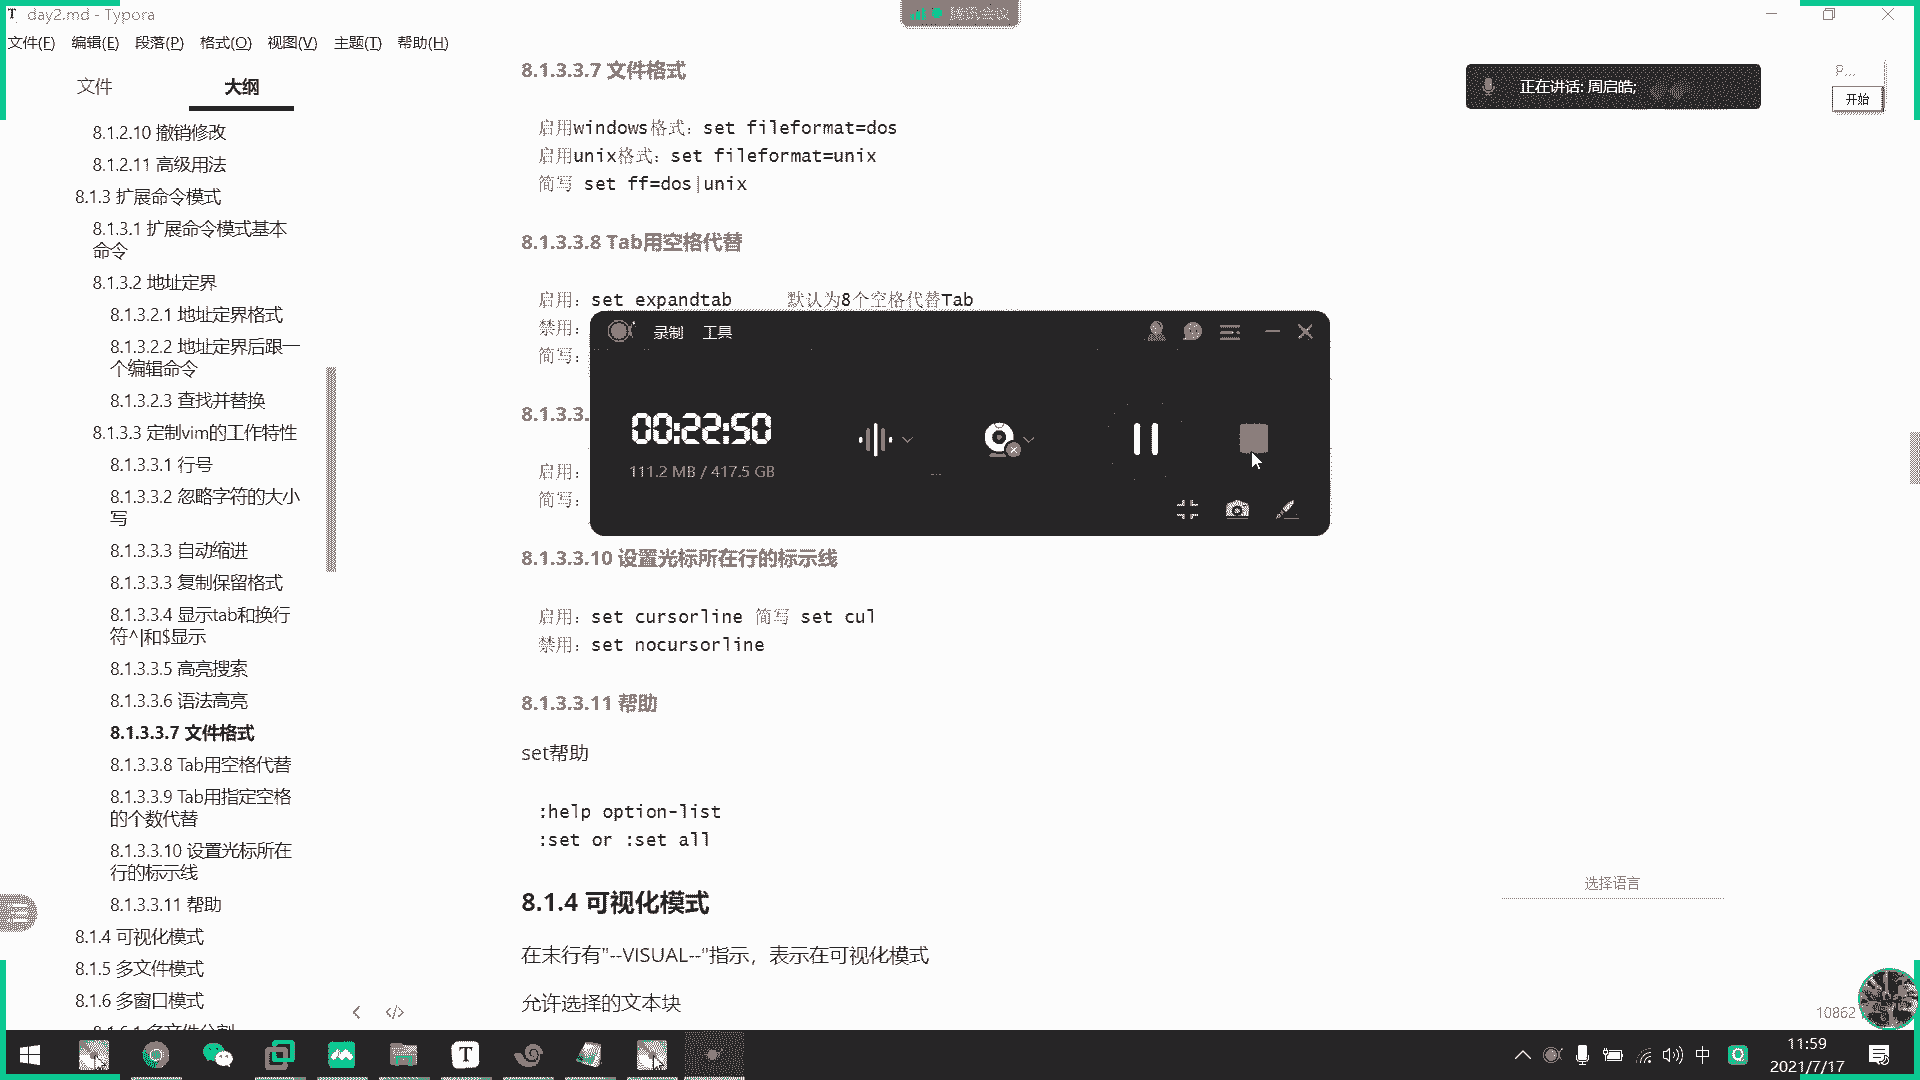 day2.md - Typora
腾讯会议
文件(F) 编辑(E) 段落(P) 格式(O) 视图(V) 主题(T) 帮助(H)
文件 大纲
8.1.2.10 撤销修改
8.1.2.11 高级用法
8.1.3 扩展命令模式
8.1.3.1 扩展命令模式基本
命令
8.1.3.2 地址定界
8.1.3.2.1 地址定界格式
8.1.3.2.2 地址定界后跟一
个编辑命令
8.1.3.2.3 查找并替换
8.1.3.3 定制vim的工作特性
8.1.3.3.1 行号
8.1.3.3.2 忽略字符的大小
写
8.1.3.3.3 自动缩进
8.1.3.3.3 复制保留格式
8.1.3.3.4 显示tab和换行
符^|和$显示
8.1.3.3.5 高亮搜索
8.1.3.3.6 语法高亮
8.1.3.3.7 文件格式
8.1.3.3.8 Tab用空格代替
8.1.3.3.9 Tab用指定空格
的个数代替
8.1.3.3.10 设置光标所在
行的标示线
8.1.3.3.11 帮助
8.1.4 可视化模式
8.1.5 多文件模式
8.1.6 多窗口模式
8.1.6.1 多文件分割
8.1.3.3.7 文件格式
启用windows格式：set fileformat=dos
启用unix格式：set fileformat=unix
简写 set ff=dos|unix
8.1.3.3.8 Tab用空格代替
启用：set expandtab 默认为8个空格代替Tab
禁用：
简写：
8.1.3.3.
启用：
简写：
8.1.3.3.10 设置光标所在行的标示线
启用：set cursorline 简写 set cul
禁用：set nocursorline
8.1.3.3.11 帮助
set帮助
:help option-list
:set or :set all
8.1.4 可视化模式
在末行有"--VISUAL--"指示，表示在可视化模式
允许选择的文本块
录制 工具
00:22:50
111.2 MB / 417.5 GB
正在讲话: 周启皓;
P...
开始
选择语言
10862
中
11:59
2021/7/17